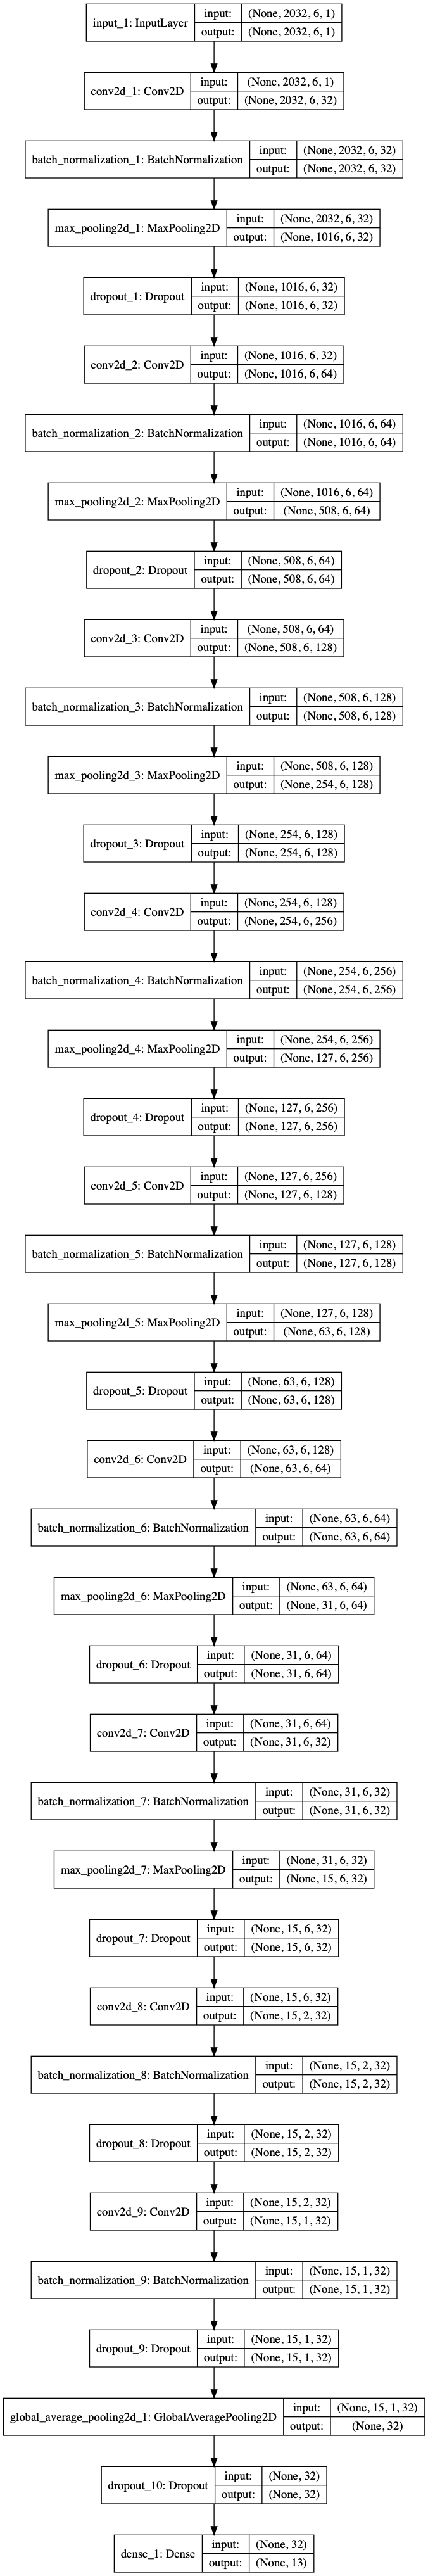 input_1: InputLayer
input: (None, 2032, 6, 1)
output: (None, 2032, 6, 1)
conv2d_1: Conv2D
input: (None, 2032, 6, 1)
output: (None, 2032, 6, 32)
batch_normalization_1: BatchNormalization
input: (None, 2032, 6, 32)
output: (None, 2032, 6, 32)
max_pooling2d_1: MaxPooling2D
input: (None, 2032, 6, 32)
output: (None, 1016, 6, 32)
dropout_1: Dropout
input: (None, 1016, 6, 32)
output: (None, 1016, 6, 32)
conv2d_2: Conv2D
input: (None, 1016, 6, 32)
output: (None, 1016, 6, 64)
batch_normalization_2: BatchNormalization
input: (None, 1016, 6, 64)
output: (None, 1016, 6, 64)
max_pooling2d_2: MaxPooling2D
input: (None, 1016, 6, 64)
output: (None, 508, 6, 64)
dropout_2: Dropout
input: (None, 508, 6, 64)
output: (None, 508, 6, 64)
conv2d_3: Conv2D
input: (None, 508, 6, 64)
output: (None, 508, 6, 128)
batch_normalization_3: BatchNormalization
input: (None, 508, 6, 128)
output: (None, 508, 6, 128)
max_pooling2d_3: MaxPooling2D
input: (None, 508, 6, 128)
output: (None, 254, 6, 128)
dropout_3: Dropout
input: (None, 254, 6, 128)
output: (None, 254, 6, 128)
conv2d_4: Conv2D
input: (None, 254, 6, 128)
output: (None, 254, 6, 256)
batch_normalization_4: BatchNormalization
input: (None, 254, 6, 256)
output: (None, 254, 6, 256)
max_pooling2d_4: MaxPooling2D
input: (None, 254, 6, 256)
output: (None, 127, 6, 256)
dropout_4: Dropout
input: (None, 127, 6, 256)
output: (None, 127, 6, 256)
conv2d_5: Conv2D
input: (None, 127, 6, 256)
output: (None, 127, 6, 128)
batch_normalization_5: BatchNormalization
input: (None, 127, 6, 128)
output: (None, 127, 6, 128)
max_pooling2d_5: MaxPooling2D
input: (None, 127, 6, 128)
output: (None, 63, 6, 128)
dropout_5: Dropout
input: (None, 63, 6, 128)
output: (None, 63, 6, 128)
conv2d_6: Conv2D
input: (None, 63, 6, 128)
output: (None, 63, 6, 64)
batch_normalization_6: BatchNormalization
input: (None, 63, 6, 64)
output: (None, 63, 6, 64)
max_pooling2d_6: MaxPooling2D
input: (None, 63, 6, 64)
output: (None, 31, 6, 64)
dropout_6: Dropout
input: (None, 31, 6, 64)
output: (None, 31, 6, 64)
conv2d_7: Conv2D
input: (None, 31, 6, 64)
output: (None, 31, 6, 32)
batch_normalization_7: BatchNormalization
input: (None, 31, 6, 32)
output: (None, 31, 6, 32)
max_pooling2d_7: MaxPooling2D
input: (None, 31, 6, 32)
output: (None, 15, 6, 32)
dropout_7: Dropout
input: (None, 15, 6, 32)
output: (None, 15, 6, 32)
conv2d_8: Conv2D
input: (None, 15, 6, 32)
output: (None, 15, 2, 32)
batch_normalization_8: BatchNormalization
input: (None, 15, 2, 32)
output: (None, 15, 2, 32)
dropout_8: Dropout
input: (None, 15, 2, 32)
output: (None, 15, 2, 32)
conv2d_9: Conv2D
input: (None, 15, 2, 32)
output: (None, 15, 1, 32)
batch_normalization_9: BatchNormalization
input: (None, 15, 1, 32)
output: (None, 15, 1, 32)
dropout_9: Dropout
input: (None, 15, 1, 32)
output: (None, 15, 1, 32)
global_average_pooling2d_1: GlobalAveragePooling2D
input: (None, 15, 1, 32)
output: (None, 32)
dropout_10: Dropout
input: (None, 32)
output: (None, 32)
dense_1: Dense
input: (None, 32)
output: (None, 13)